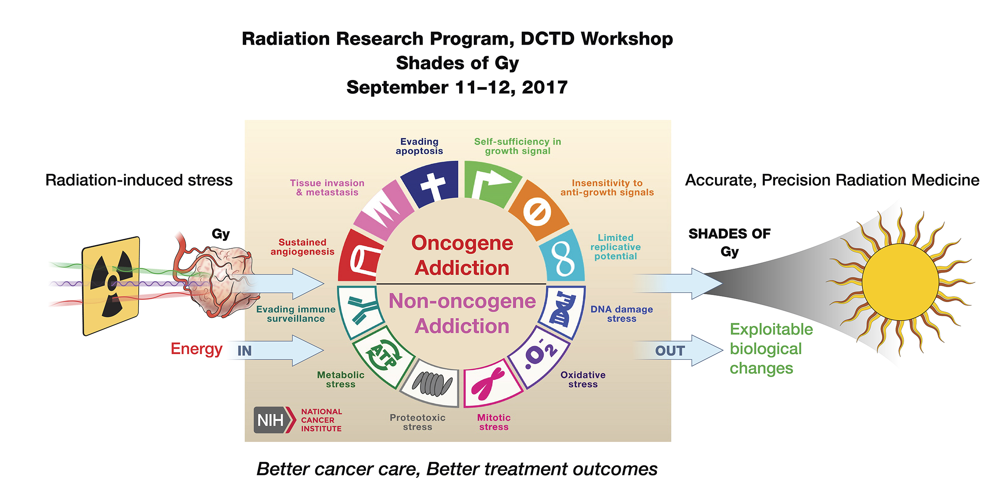 Radiation Research Program, DCTD Workshop
Shades of Gy
September 11–12, 2017
Radiation-induced stress
Gy
Energy
IN
Evading
apoptosis
Self-sufficiency in
growth signal
Tissue invasion
& metastasis
Insensitivity to
anti-growth signals
Sustained
angiogenesis
Limited
replicative
potential
8
Oncogene
Addiction
Non-oncogene
Addiction
Evading immune
surveillance
DNA damage
stress
ATP
·O₂⁻
Metabolic
stress
Oxidative
stress
Proteotoxic
stress
Mitotic
stress
NIH
NATIONAL
CANCER
INSTITUTE
Accurate, Precision Radiation Medicine
SHADES OF
Gy
OUT
Exploitable
biological
changes
Better cancer care, Better treatment outcomes